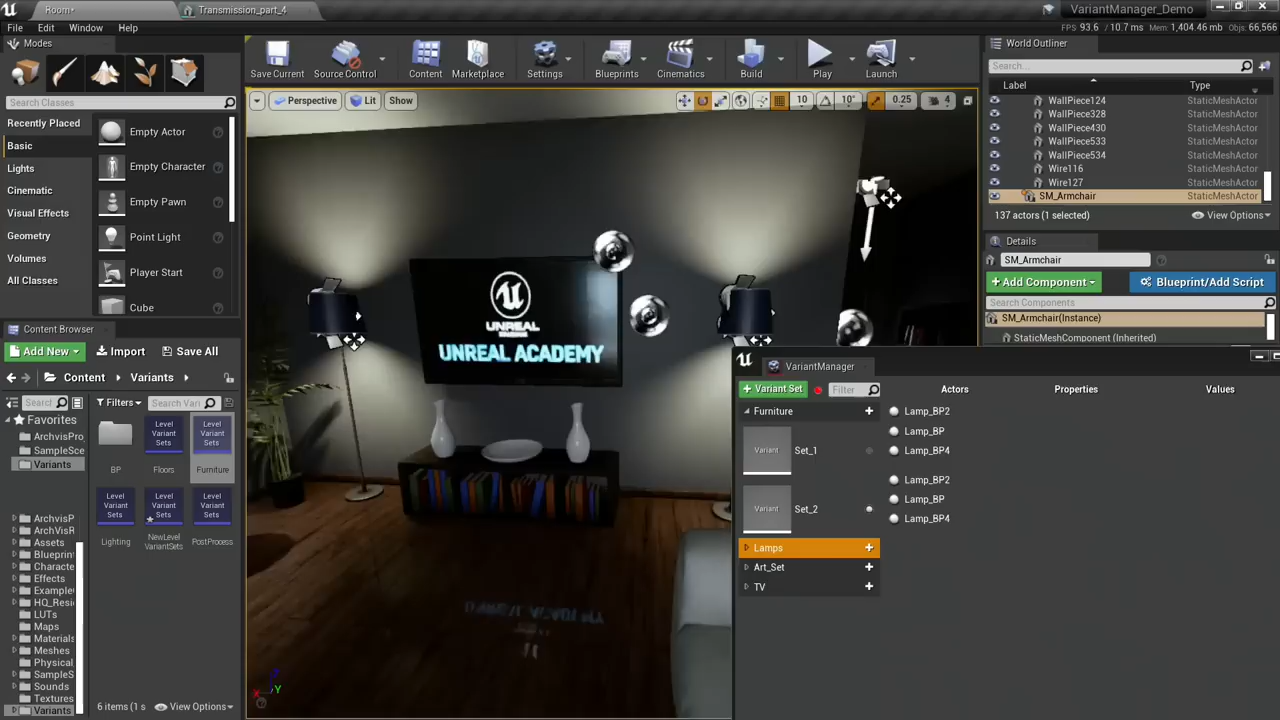 Room*
Transmission_part_4
VariantManager_Demo
File Edit Window Help
FPS: 93.6 / 10.7 ms Mem: 1,404.46 mb Objs: 66,566
Modes
Search Classes
Recently Placed
Basic
Lights
Cinematic
Visual Effects
Geometry
Volumes
All Classes
Empty Actor
Empty Character
Empty Pawn
Point Light
Player Start
Cube
Save Current
Source Control
Content
Marketplace
Settings
Blueprints
Cinematics
Build
Play
Launch
Perspective
Lit
Show
10
10°
0.25
4
UNREAL
UNREAL ACADEMY
World Outliner
Search...
Label Type
WallPiece124 StaticMeshActor
WallPiece328 StaticMeshActor
WallPiece430 StaticMeshActor
WallPiece533 StaticMeshActor
WallPiece534 StaticMeshActor
Wire116 StaticMeshActor
Wire127 StaticMeshActor
SM_Armchair StaticMeshActor
137 actors (1 selected)
View Options
Details
SM_Armchair
Add Component
Blueprint/Add Script
Search Components
SM_Armchair(Instance)
StaticMeshComponent (Inherited)
Content Browser
Add New
Import
Save All
Content
Variants
Search
Filters
Search Vari
Favorites
ArchvisPro
SampleSce
Variants
ArchvisP
ArchVisR
Assets
Blueprint
Characte
Effects
Example
HQ_Resi
LUTs
Maps
Materials
Meshes
Physical
SampleS
Sounds
Textures
Variants
BP
Level Variant Sets
Floors
Level Variant Sets
Furniture
Level Variant Sets
Lighting
Level Variant Sets
NewLevel
VariantSets
Level Variant Sets
PostProcess
6 items (1 s
View Options
VariantManager
Variant Set
Filter
Actors
Properties
Values
Furniture
Variant
Set_1
Lamp_BP2
Lamp_BP
Lamp_BP4
Variant
Set_2
Lamp_BP2
Lamp_BP
Lamp_BP4
Lamps
Art_Set
TV
Y